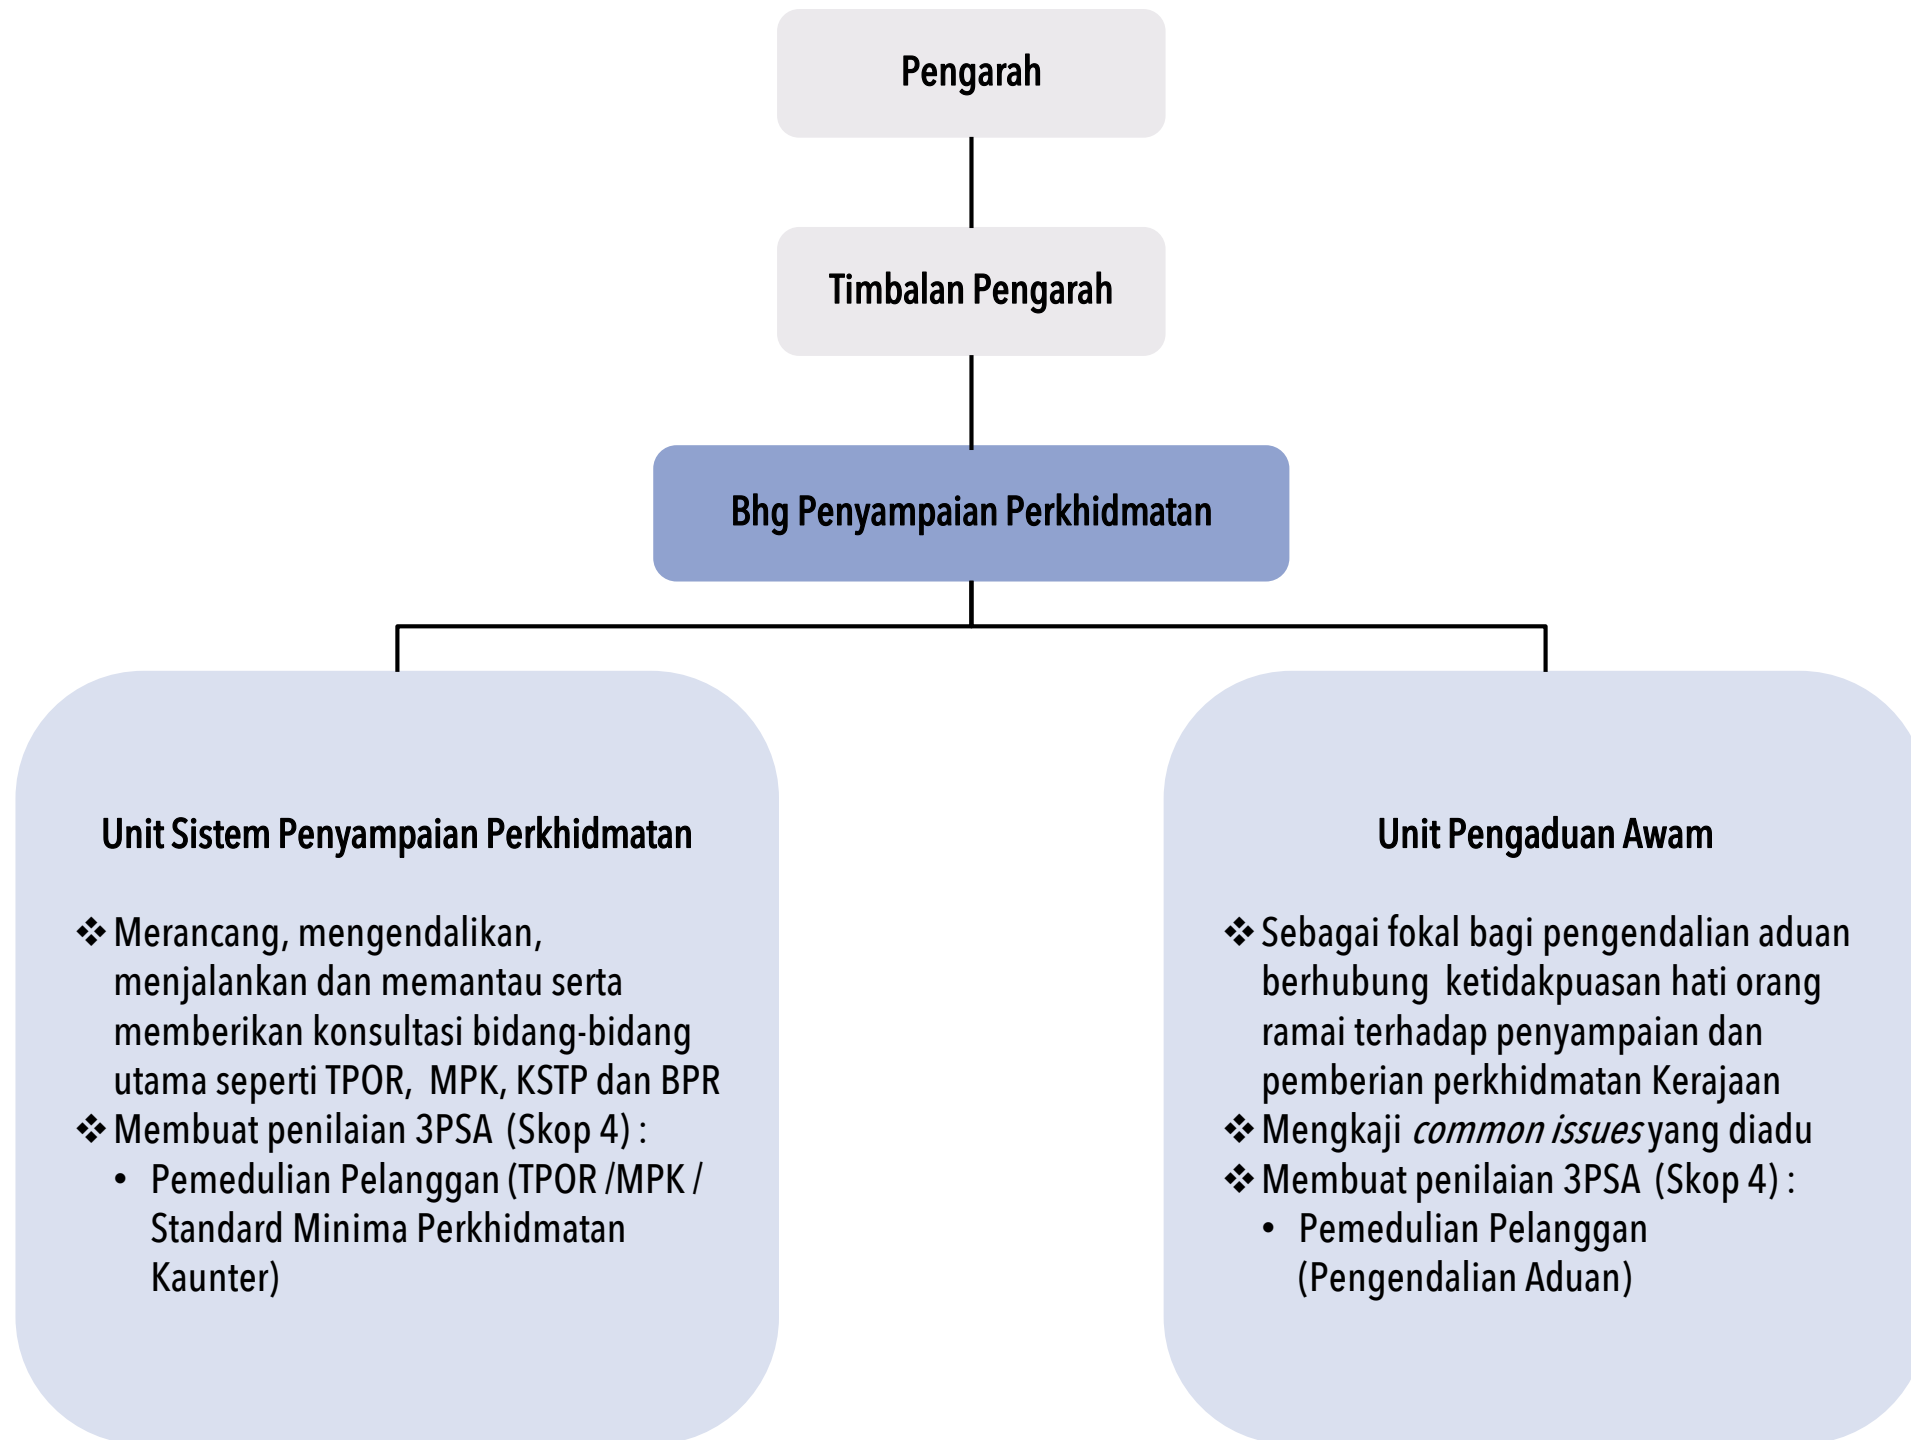 Pengarah
Timbalan Pengarah
Bhg Penyampaian Perkhidmatan
Unit Sistem Penyampaian Perkhidmatan
❖ Merancang, mengendalikan,
menjalankan dan memantau serta
memberikan konsultasi bidang-bidang
utama seperti TPOR, MPK, KSTP dan BPR
❖ Membuat penilaian 3PSA (Skop 4) :
• Pemedulian Pelanggan (TPOR /MPK /
Standard Minima Perkhidmatan
Kaunter)
Unit Pengaduan Awam
❖ Sebagai fokal bagi pengendalian aduan
berhubung ketidakpuasan hati orang
ramai terhadap penyampaian dan
pemberian perkhidmatan Kerajaan
❖ Mengkaji common issues yang diadu
❖ Membuat penilaian 3PSA (Skop 4) :
• Pemedulian Pelanggan
(Pengendalian Aduan)